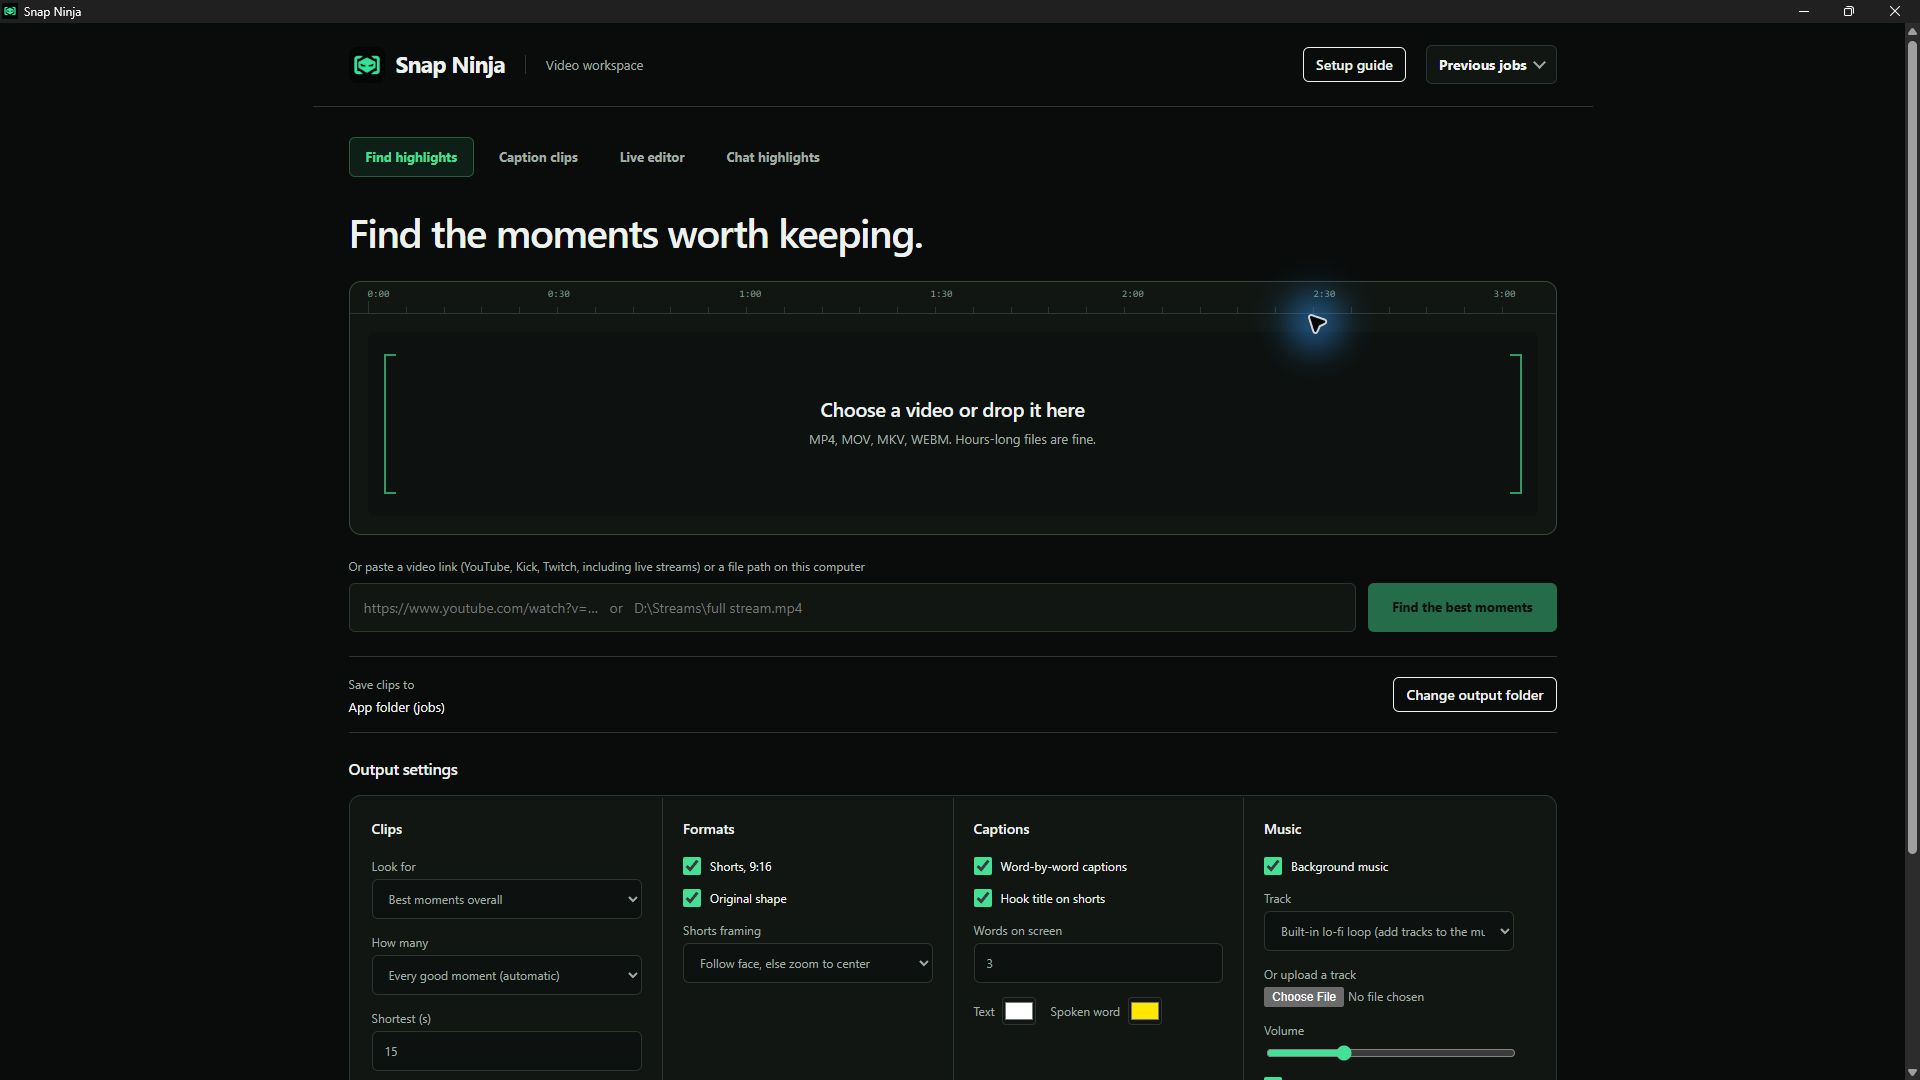 Snap Ninja
Snap Ninja
Video workspace
Setup guide
Previous jobs
Find highlights
Caption clips
Live editor
Chat highlights
Find the moments worth keeping.
0:00
0:30
1:00
1:30
2:00
2:30
3:00
Choose a video or drop it here
MP4, MOV, MKV, WEBM. Hours-long files are fine.
Or paste a video link (YouTube, Kick, Twitch, including live streams) or a file path on this computer
https://www.youtube.com/watch?v=... or D:\Streams\full stream.mp4
Find the best moments
Save clips to
App folder (jobs)
Change output folder
Output settings
Clips
Look for
Best moments overall
How many
Every good moment (automatic)
Shortest (s)
15
Formats
Shorts, 9:16
Original shape
Shorts framing
Follow face, else zoom to center
Captions
Word-by-word captions
Hook title on shorts
Words on screen
3
Text
Spoken word
Music
Background music
Track
Built-in lo-fi loop (add tracks to the mu
Or upload a track
Choose File No file chosen
Volume